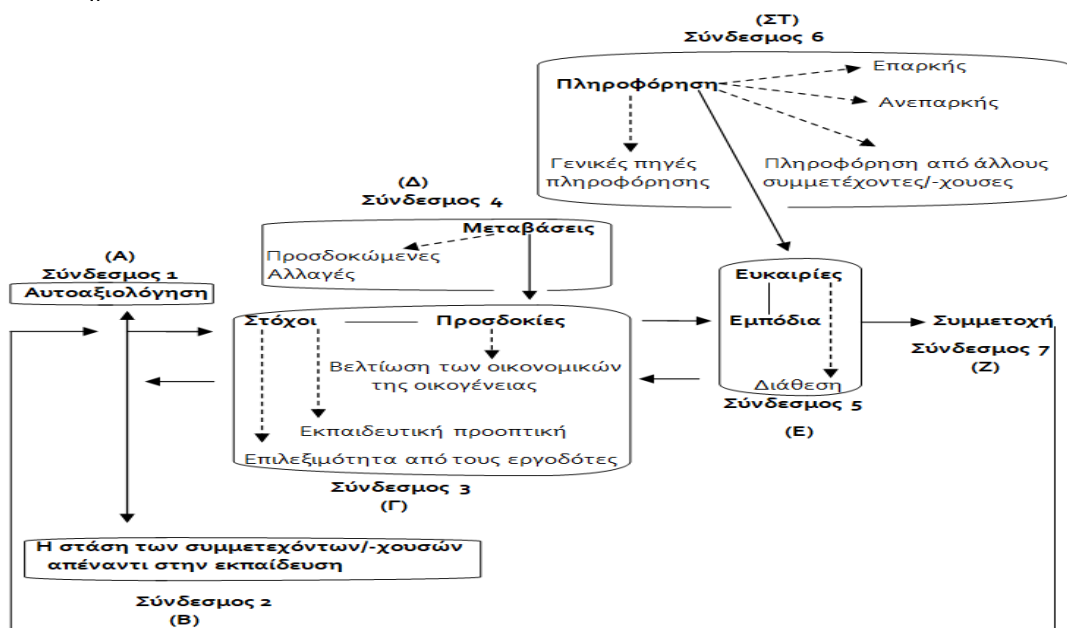 (ΣΤ)
Σύνδεσμος 6
Επαρκής
Πληροφόρηση
Ανεπαρκής
Γενικές πηγές
πληροφόρησης
Πληροφόρηση από άλλους
συμμετέχοντες/-χουσες
(Δ)
Σύνδεσμος 4
Μεταβάσεις
Προσδοκώμενες
Αλλαγές
(Α)
Σύνδεσμος 1
Αυτοαξιολόγηση
Ευκαιρίες
Στόχοι
Προσδοκίες
Εμπόδια
Συμμετοχή
Σύνδεσμος 7
(Ζ)
Βελτίωση των οικονομικών
της οικογένειας
Διάθεση
Σύνδεσμος 5
(Ε)
Εκπαιδευτική προοπτική
Επιλεξιμότητα από τους εργοδότες
Σύνδεσμος 3
(Γ)
Η στάση των συμμετεχόντων/-χουσών
απέναντι στην εκπαίδευση
Σύνδεσμος 2
(Β)